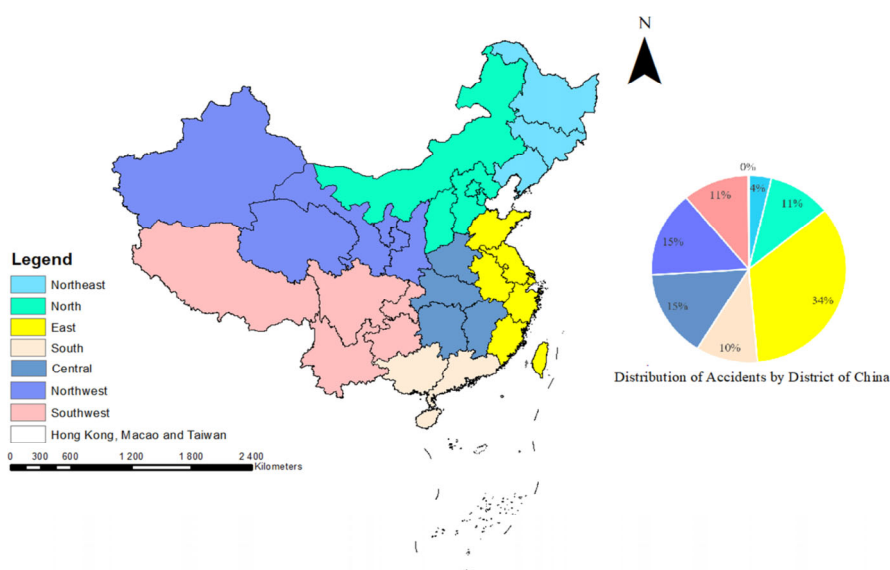 N
0%
4%
11%
11%
15%
34%
15%
10%
Distribution of Accidents by District of China
Legend
Northeast
North
East
South
Central
Northwest
Southwest
Hong Kong, Macao and Taiwan
0 300 600 1 200 1 800 2 400
Kilometers